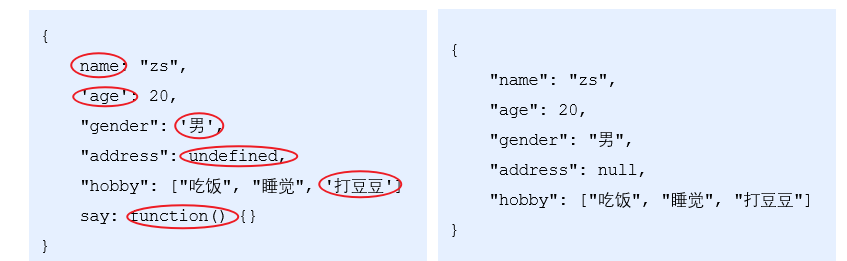 {
name: "zs",
'age': 20,
"gender": '男',
"address": undefined,
"hobby": ["吃饭", "睡觉", '打豆豆']
say: function() {}
}
{
"name": "zs",
"age": 20,
"gender": "男",
"address": null,
"hobby": ["吃饭", "睡觉", "打豆豆"]
}